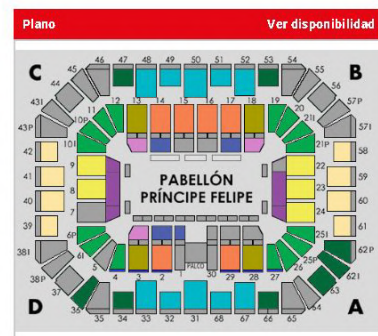 Plano Ver disponibilidad
C B
46 47 48 49 50 51 52 53 54
45 55
44 56
43I 57P
43P 57I
12 13 14 15 16 17 18 19
11 20
10P 21I
10I 21P
42 9 22 58
41 8 23 59
40 7 24 60
39 6P 25I 61
PABELLÓN
PRÍNCIPE FELIPE
38I 6I 25P 62P
38P 5 26 62I
37 4 3 2 1 PALCO 30 29 28 27 63
36 64
D A
35 34 33 32 31 68 67 66 65